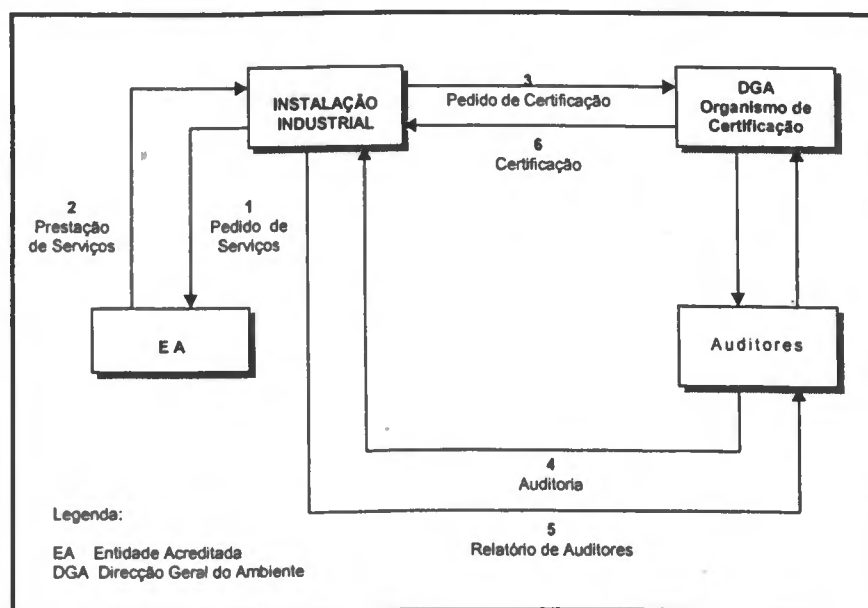 INSTALAÇÃO
INDUSTRIAL
3
Pedido de Certificação
DGA
Organismo de
Certificação
6
Certificação
2
Prestação
de Serviços
1
Pedido de
Serviços
E A
Auditores
4
Auditoria
5
Relatório de Auditores
Legenda:
EA Entidade Acreditada
DGA Direcção Geral do Ambiente